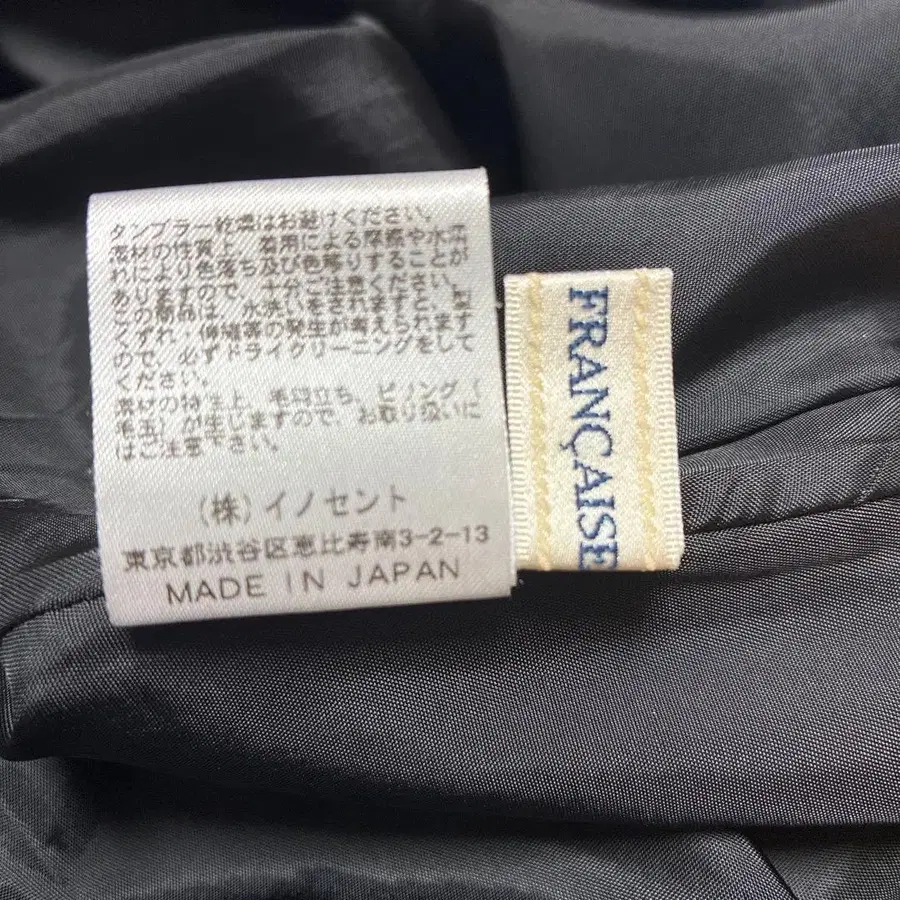 タンブラー乾燥はお避けください。
素材の性質上、着用による摩擦や水洗
れにより色落ち及び色移りすることが
ありますので、十分ご注意ください。
この商品は、水洗いをされますと、型
くずれ・伸縮等の発生が考えられます
ので、必ずドライクリーニングをして
ください。
素材の特性上、毛羽立ち、ピリング(
毛玉)が生じますので、お取り扱いに
はご注意下さい。
(株)イノセント
東京都渋谷区恵比寿南3-2-13
MADE IN JAPAN
FRANÇAISE